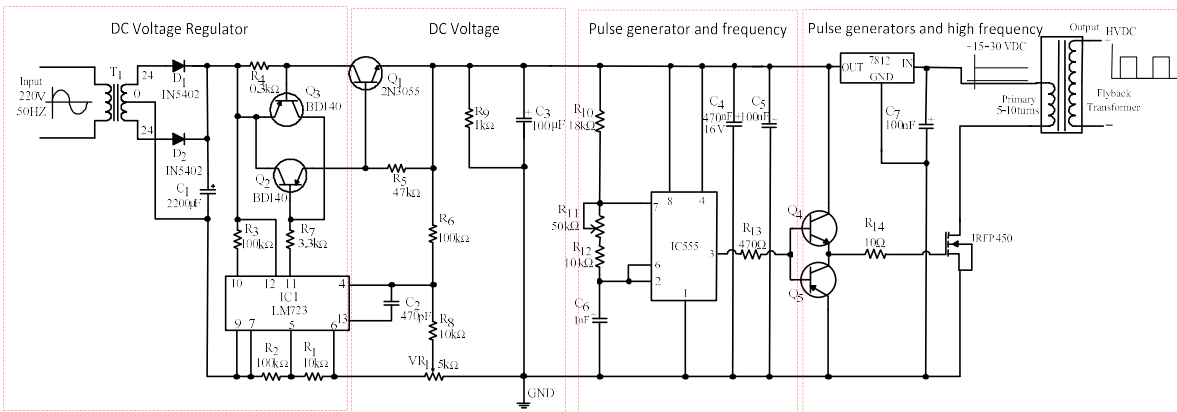 DC Voltage Regulator
DC Voltage
Pulse generator and frequency
Pulse generators and high frequency
Input
220V
50HZ
T1
24
0
24
D1
IN5402
D2
IN5402
C1
2200µF
+
R4
0.3kΩ
Q3
BD140
Q2
BD140
R3
100kΩ
R7
3.3kΩ
10
12
11
4
IC1
LM723
13
9
7
5
6
R2
100kΩ
R1
10kΩ
Q1
2N3055
R5
47kΩ
R6
100kΩ
C2
470pF
R8
10kΩ
VR1
5kΩ
R9
1kΩ
C3
100µF
+
GND
R10
18kΩ
R11
50kΩ
R12
10kΩ
C6
1nF
+
7
8
4
IC555
3
6
2
1
C4
470nF
16V
+
C5
100nF
+
R13
470Ω
Q4
Q5
R14
10Ω
OUT
7812
IN
GND
C7
100nF
+
~15-30 VDC
Primary
5-10turns
IRFP450
Output
HVDC
+
Flyback
Transformer
−